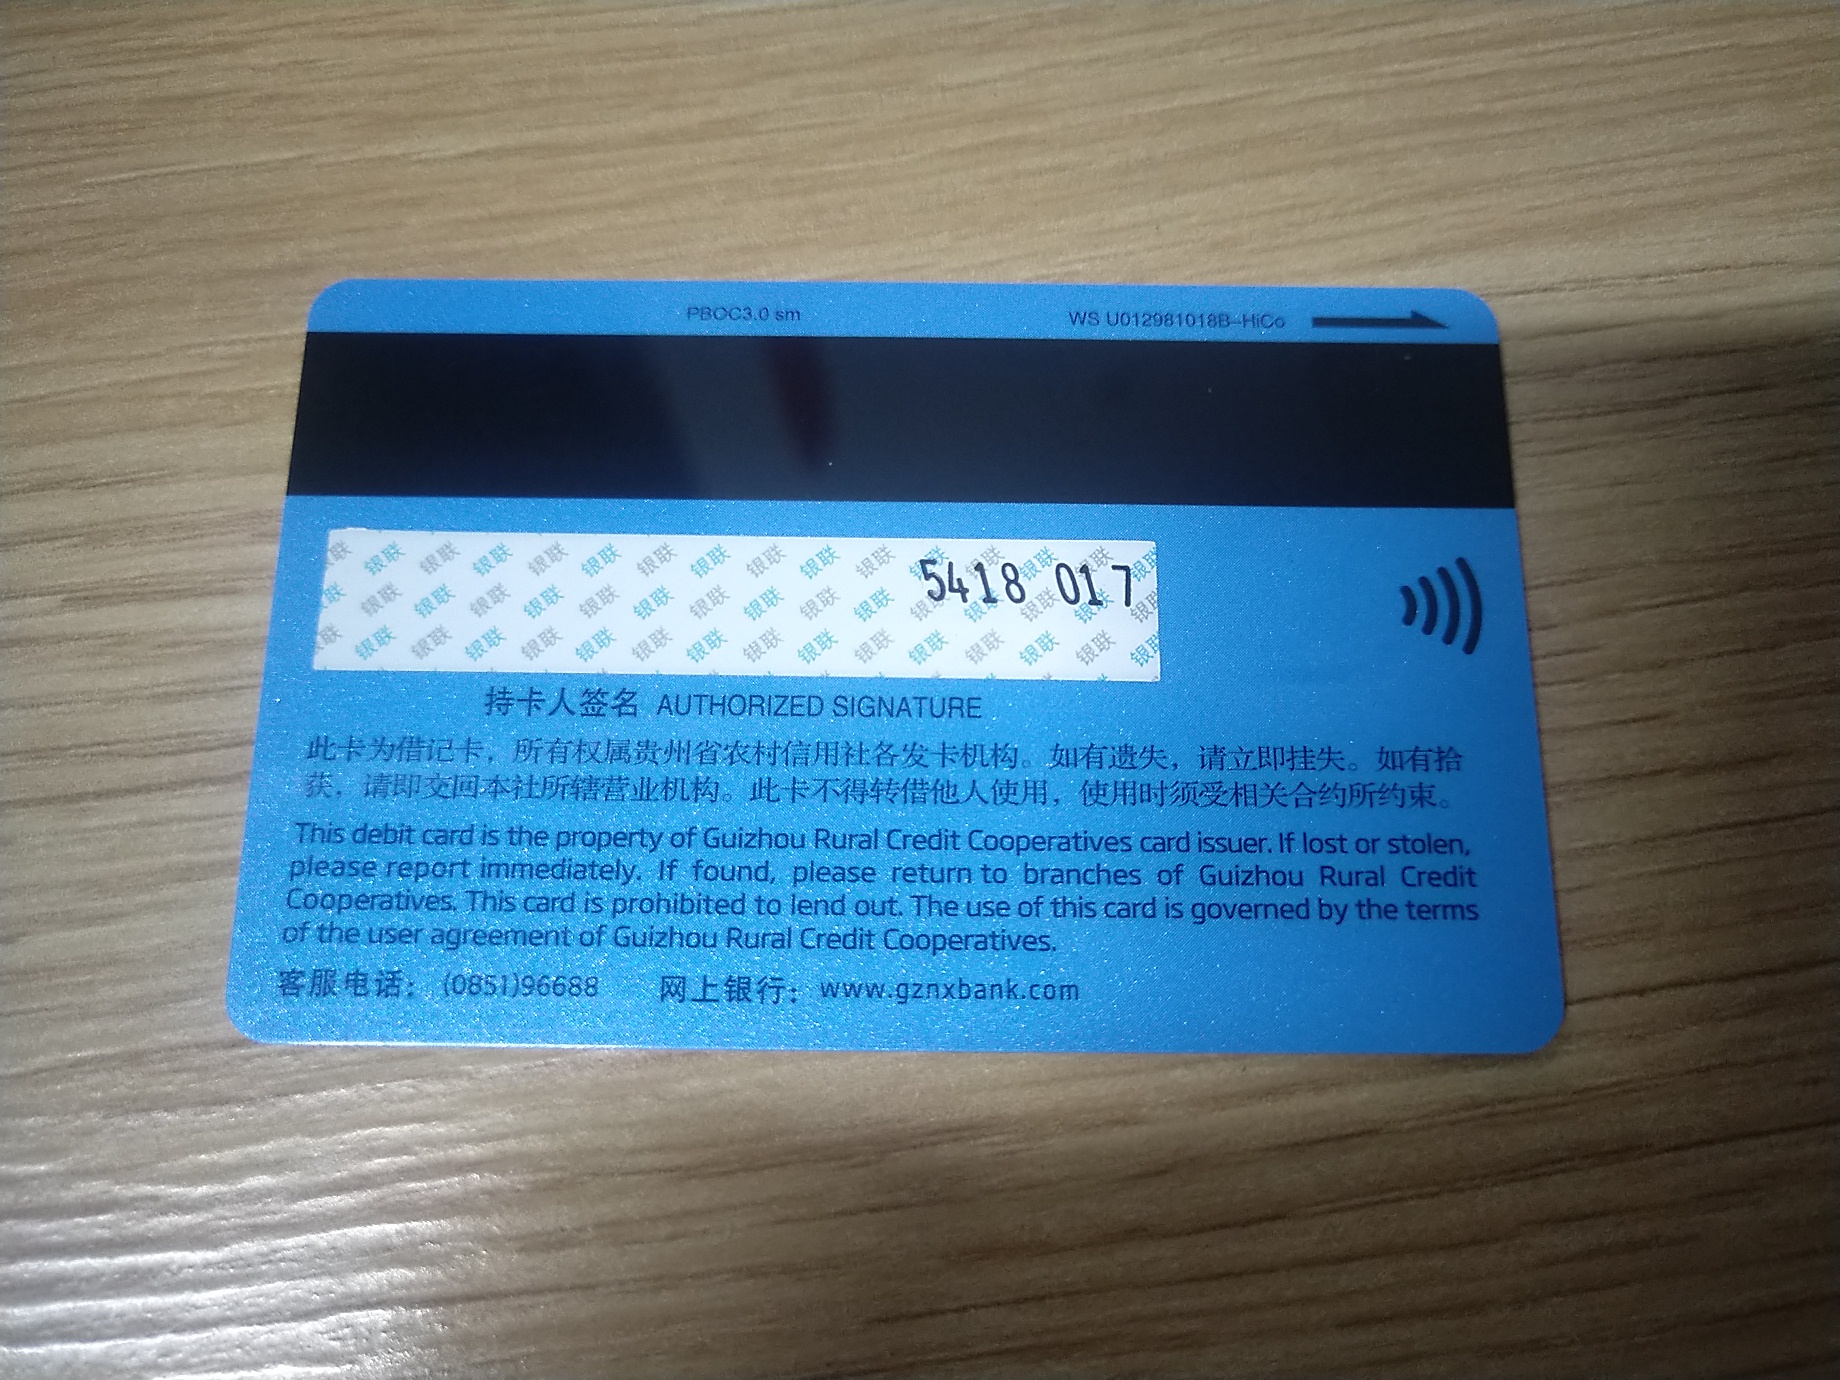 PBOC3.0 sm
WS U012981018B-HiCo
5418 017
持卡人签名 AUTHORIZED SIGNATURE
此卡为借记卡，所有权属贵州省农村信用社各发卡机构。如有遗失，请立即挂失。如有拾
获，请即交回本社所辖营业机构。此卡不得转借他人使用，使用时须受相关合约所约束。
This debit card is the property of Guizhou Rural Credit Cooperatives card issuer. If lost or stolen,
please report immediately. If found, please return to branches of Guizhou Rural Credit
Cooperatives. This card is prohibited to lend out. The use of this card is governed by the terms
of the user agreement of Guizhou Rural Credit Cooperatives.
客服电话：(0851)96688 网上银行：www.gznxbank.com